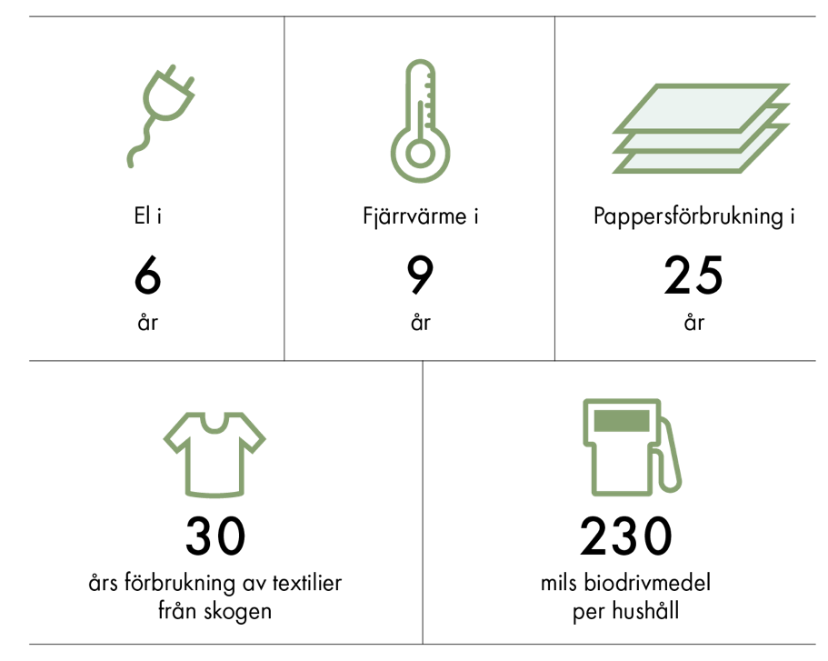 El i
6
år
Fjärrvärme i
9
år
Pappersförbrukning i
25
år
30
års förbrukning av textilier
från skogen
230
mils biodrivmedel
per hushåll